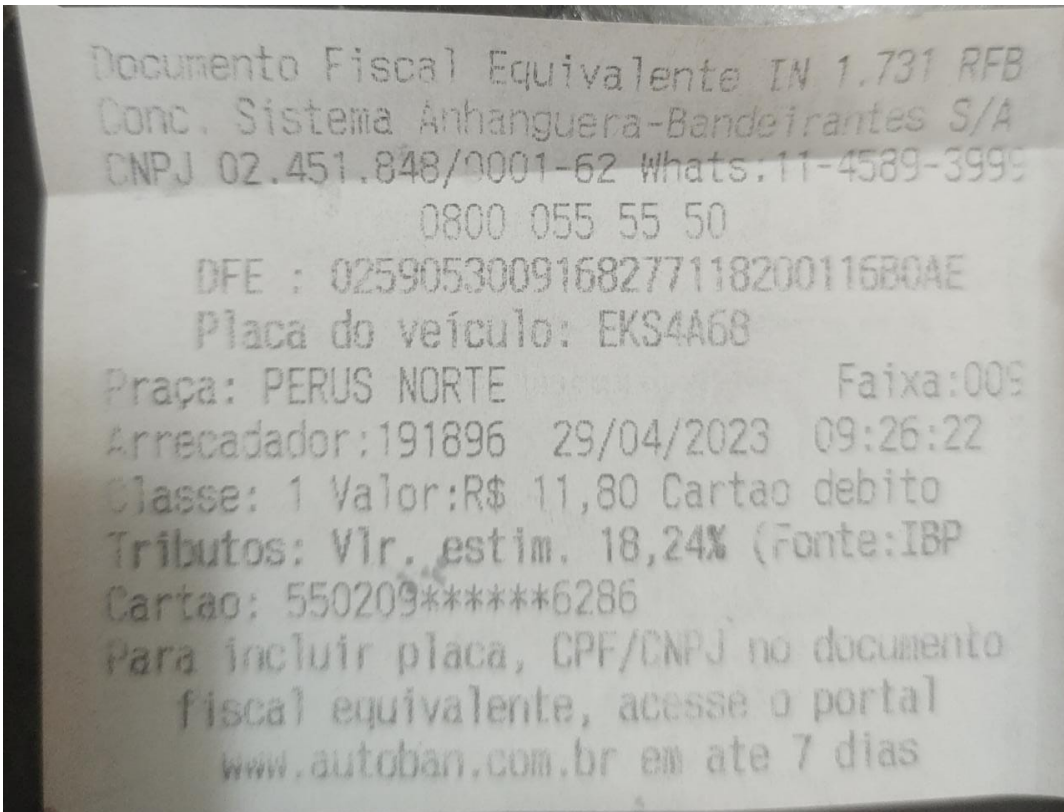 Documento Fiscal Equivalente IN 1.731 RFB
Conc. Sistema Anhanguera-Bandeirantes S/A
CNPJ 02.451.848/0001-62 Whats:11-4589-3999
0800 055 55 50
DFE : 0259053009168277118200116B0AE
Placa do veículo: EKS4A68
Praça: PERUS NORTE Faixa:009
Arrecadador:191896 29/04/2023 09:26:22
Classe: 1 Valor:R$ 11,80 Cartao debito
Tributos: Vlr. estim. 18,24% (Fonte:IBP
Cartao: 550209******6286
Para incluir placa, CPF/CNPJ no documento
fiscal equivalente, acesse o portal
www.autoban.com.br em ate 7 dias